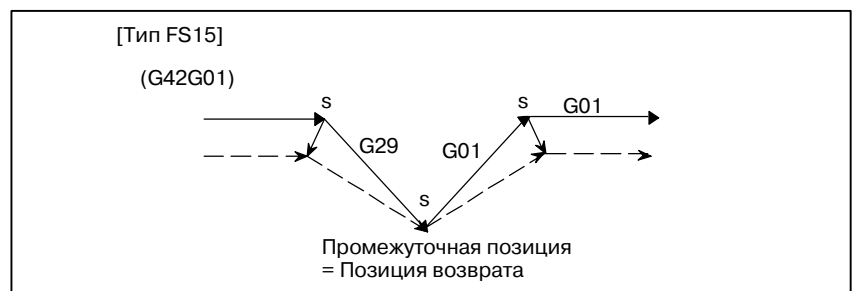 [Тип FS15]
(G42G01)
s
s
G01
G29
G01
s
Промежуточная позиция
= Позиция возврата